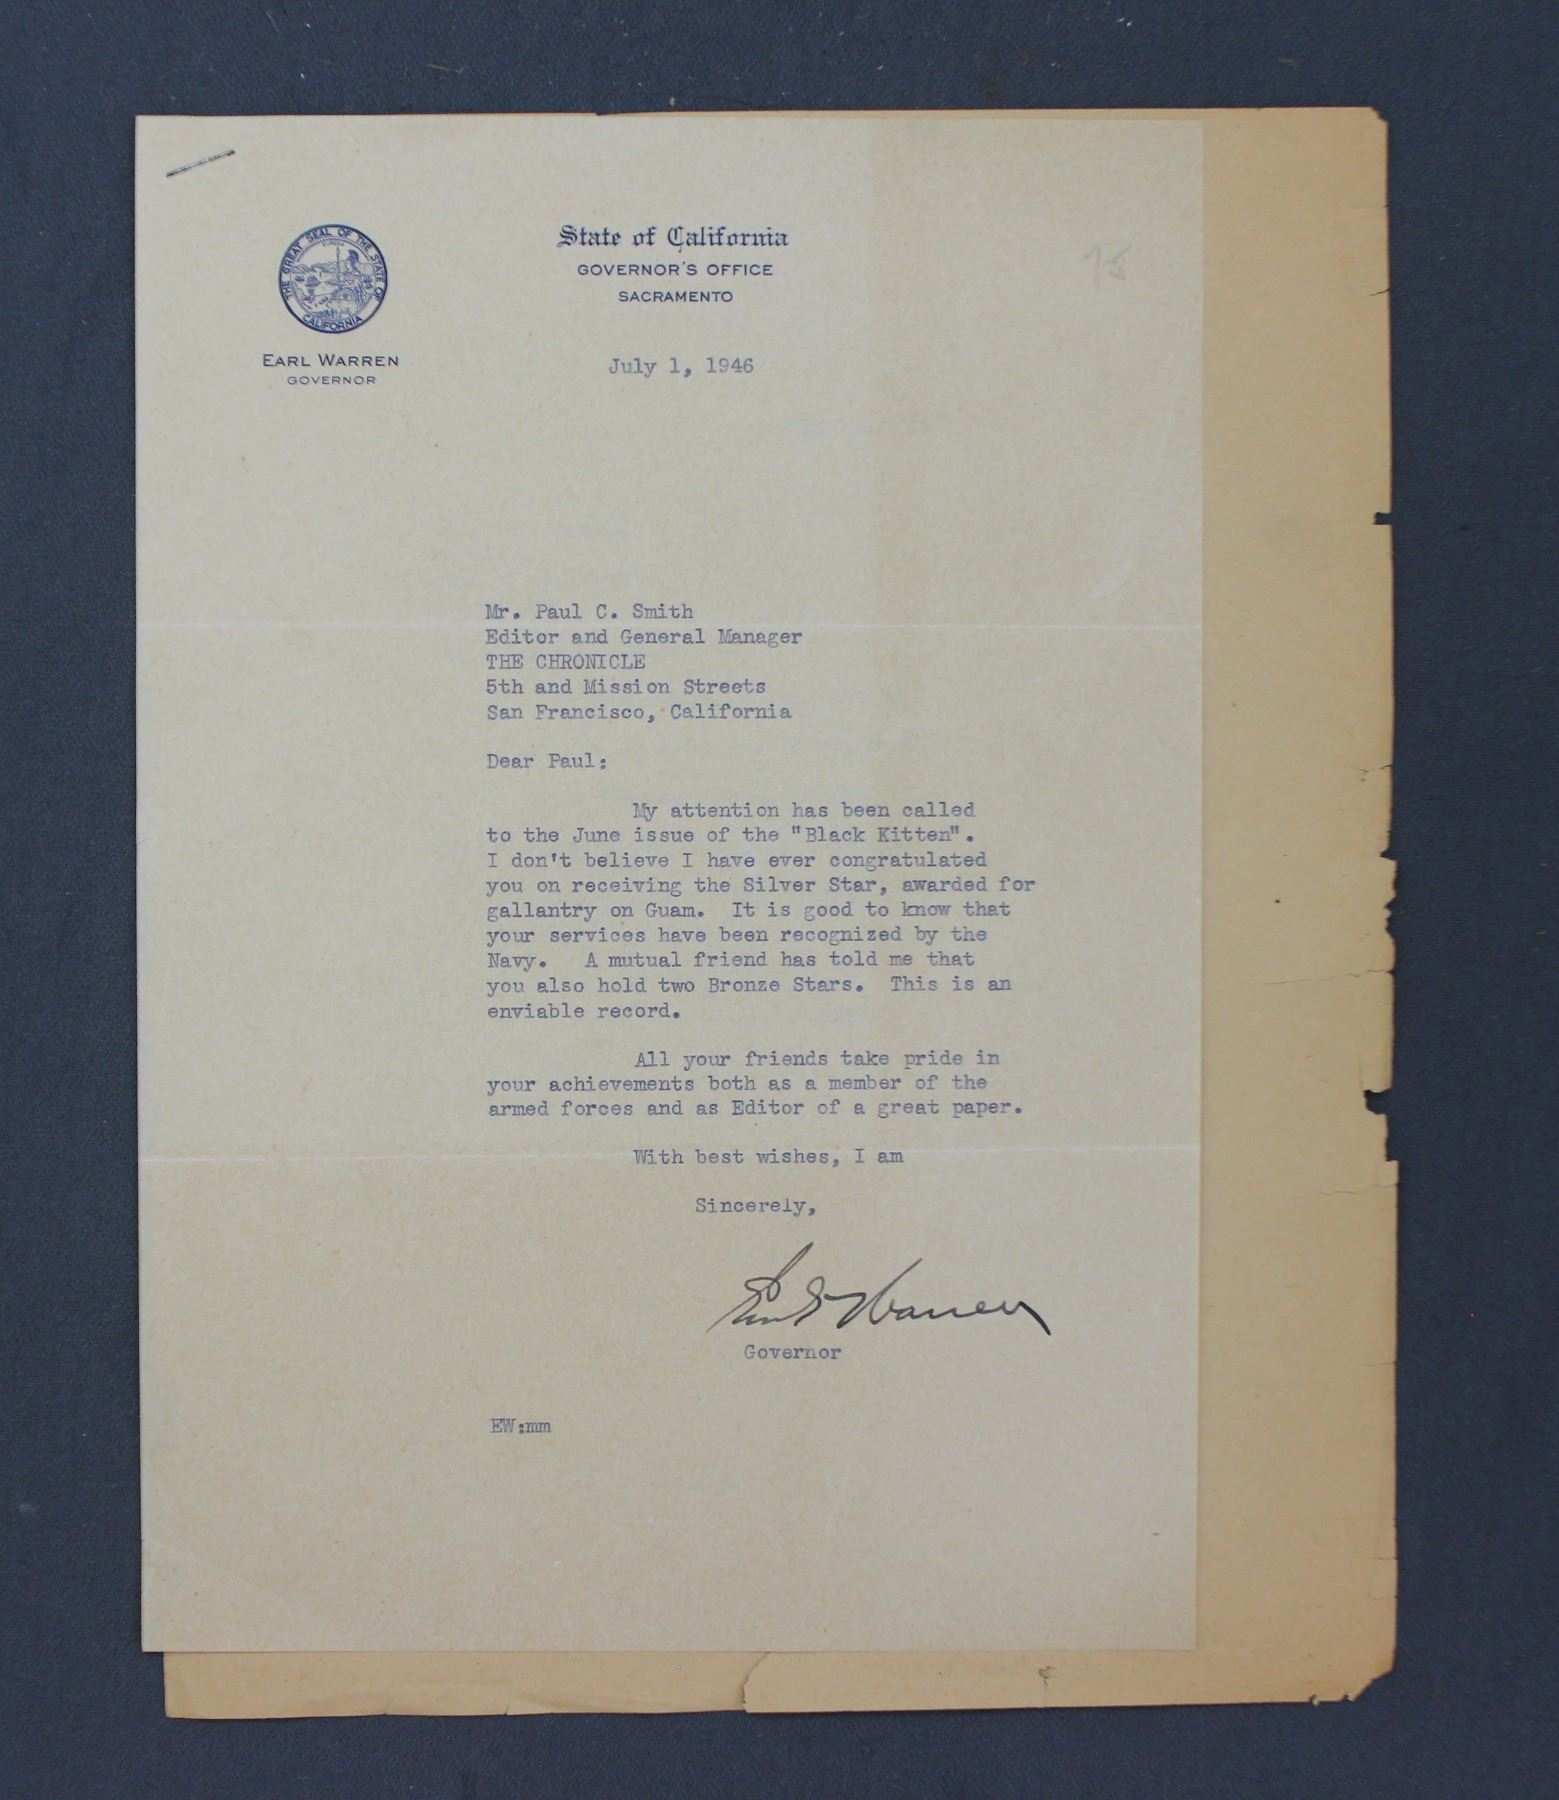 THE GREAT SEAL OF THE STATE OF CALIFORNIA
EARL WARREN
GOVERNOR
State of California
GOVERNOR'S OFFICE
SACRAMENTO
July 1, 1946
Mr. Paul C. Smith
Editor and General Manager
THE CHRONICLE
5th and Mission Streets
San Francisco, California
Dear Paul:
My attention has been called
to the June issue of the "Black Kitten".
I don't believe I have ever congratulated
you on receiving the Silver Star, awarded for
gallantry on Guam. It is good to know that
your services have been recognized by the
Navy. A mutual friend has told me that
you also hold two Bronze Stars. This is an
enviable record.
All your friends take pride in
your achievements both as a member of the
armed forces and as Editor of a great paper.
With best wishes, I am
Sincerely,
Earl Warren
Governor
EW:mm